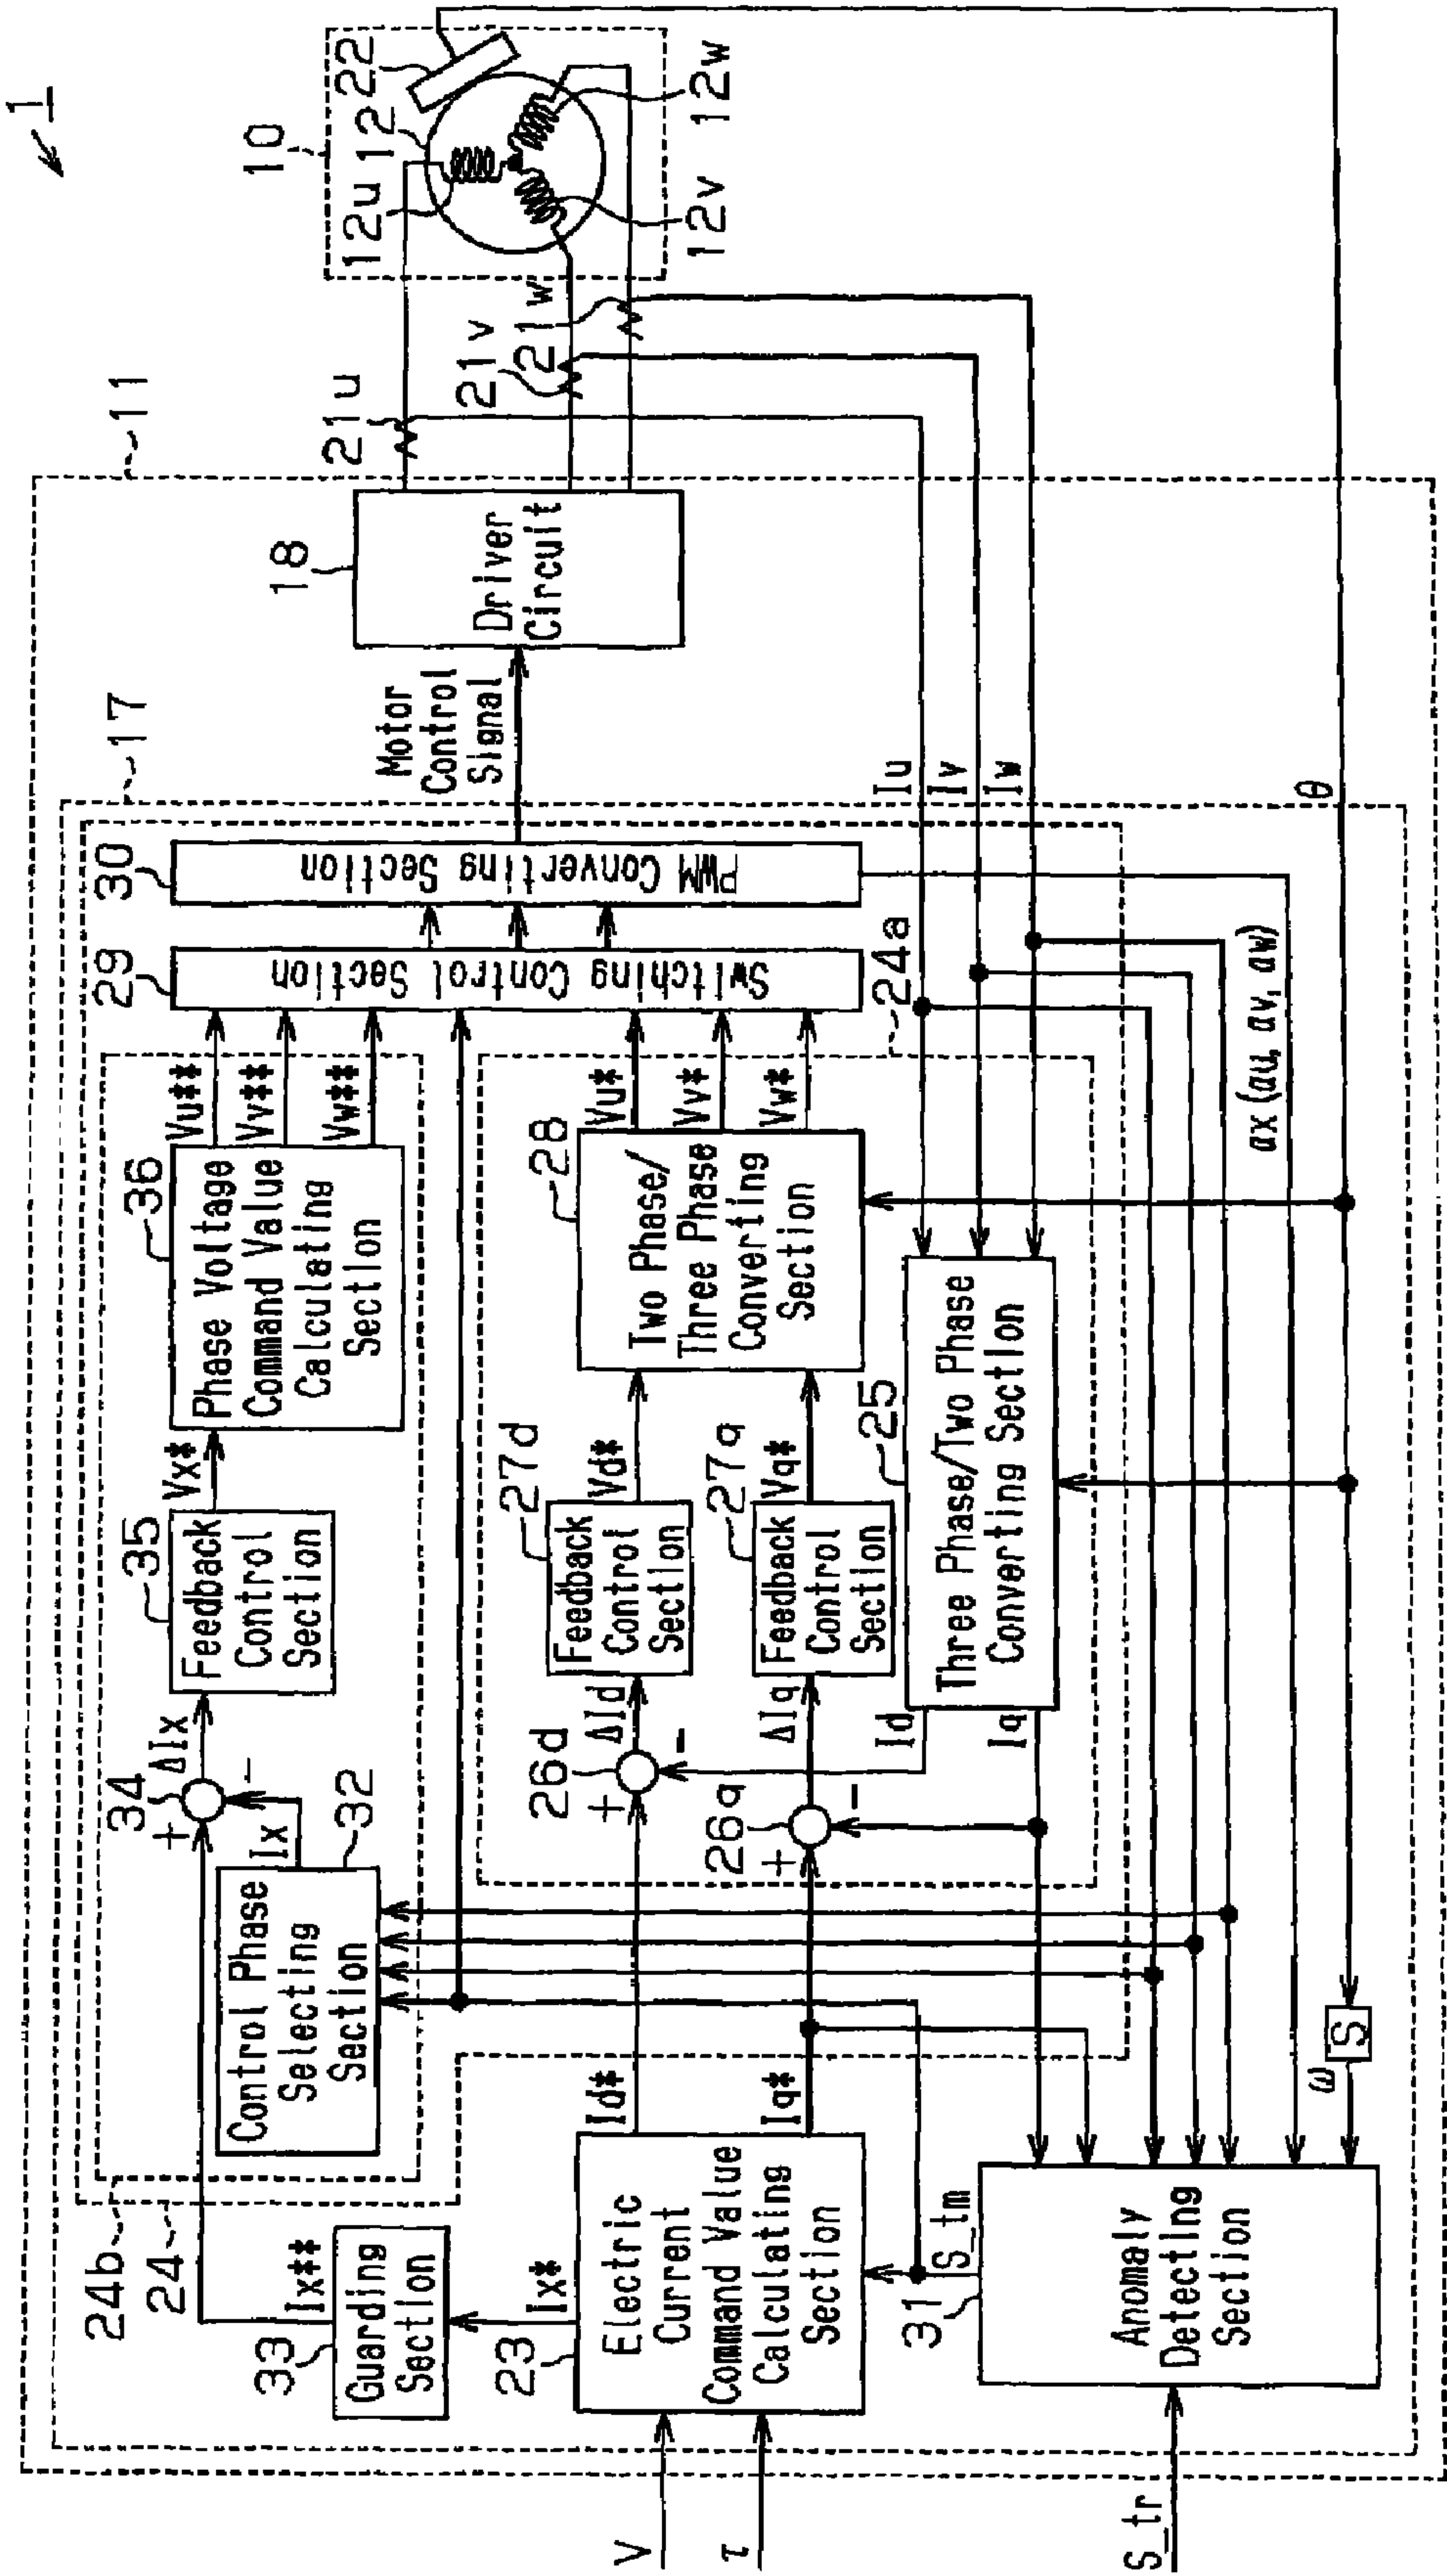 1
11
17
10
22
12
12u
12w
12v
21u
21v
21w
18
Driver
Circuit
Motor
Control
Signal
30
PWM Converting Section
29
Switching Control Section
Vu**
Vv**
Vw**
36
Phase Voltage
Command Value
Calculating
Section
Vx*
35
Feedback
Control
Section
ΔIx
34
+
-
Ix
32
Control Phase
Selecting
Section
24b
24
24a
Vu*
Vv*
Vw*
28
Two Phase/
Three Phase
Converting
Section
27d
Vd*
Feedback
Control
Section
27q
Vq*
Feedback
Control
Section
25
Three Phase/Two Phase
Converting Section
Id
Iq
26d
ΔId
+
-
26q
ΔIq
+
-
Iu
Iv
Iw
θ
αx (αu, αv, αw)
Id*
Iq*
Ix**
33
Guarding
Section
Ix*
23
Electric
Current
Command Value
Calculating
Section
S_tm
31
Anomaly
Detecting
Section
ω
S
V
τ
S_tr